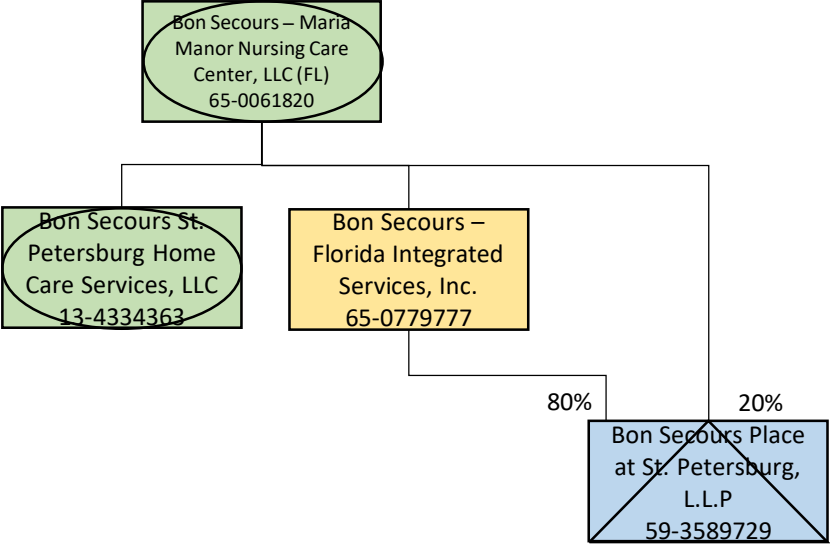 Bon Secours – Maria
Manor Nursing Care
Center, LLC (FL)
65-0061820
Bon Secours St.
Petersburg Home
Care Services, LLC
13-4334363
Bon Secours –
Florida Integrated
Services, Inc.
65-0779777
80%
20%
Bon Secours Place
at St. Petersburg,
L.L.P
59-3589729